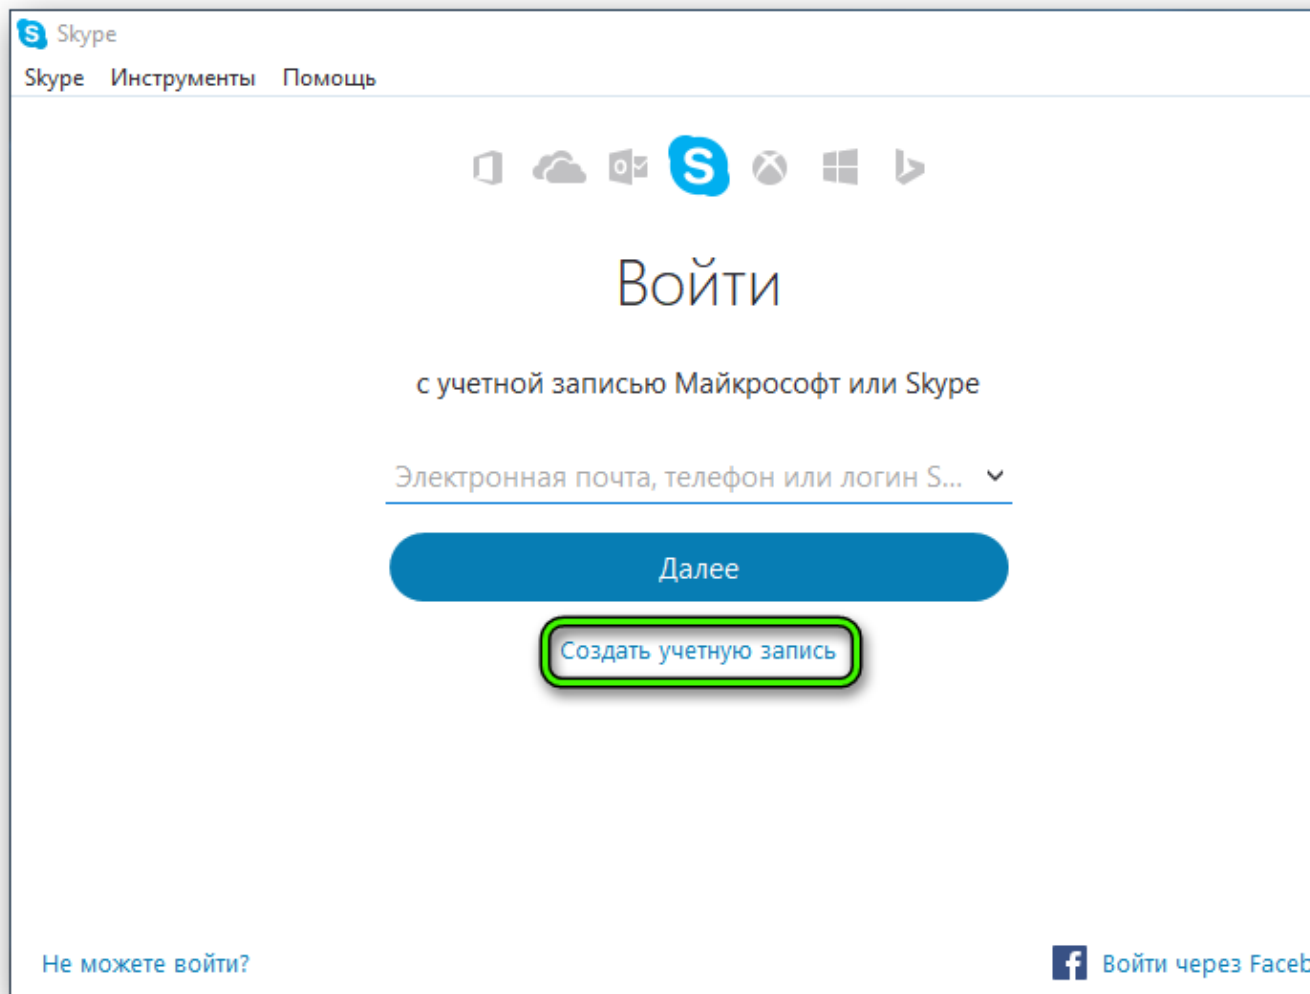 Skype
Skype Инструменты Помощь
Войти
с учетной записью Майкрософт или Skype
Электронная почта, телефон или логин S...
Далее
Создать учетную запись
Не можете войти?
Войти через Faceb